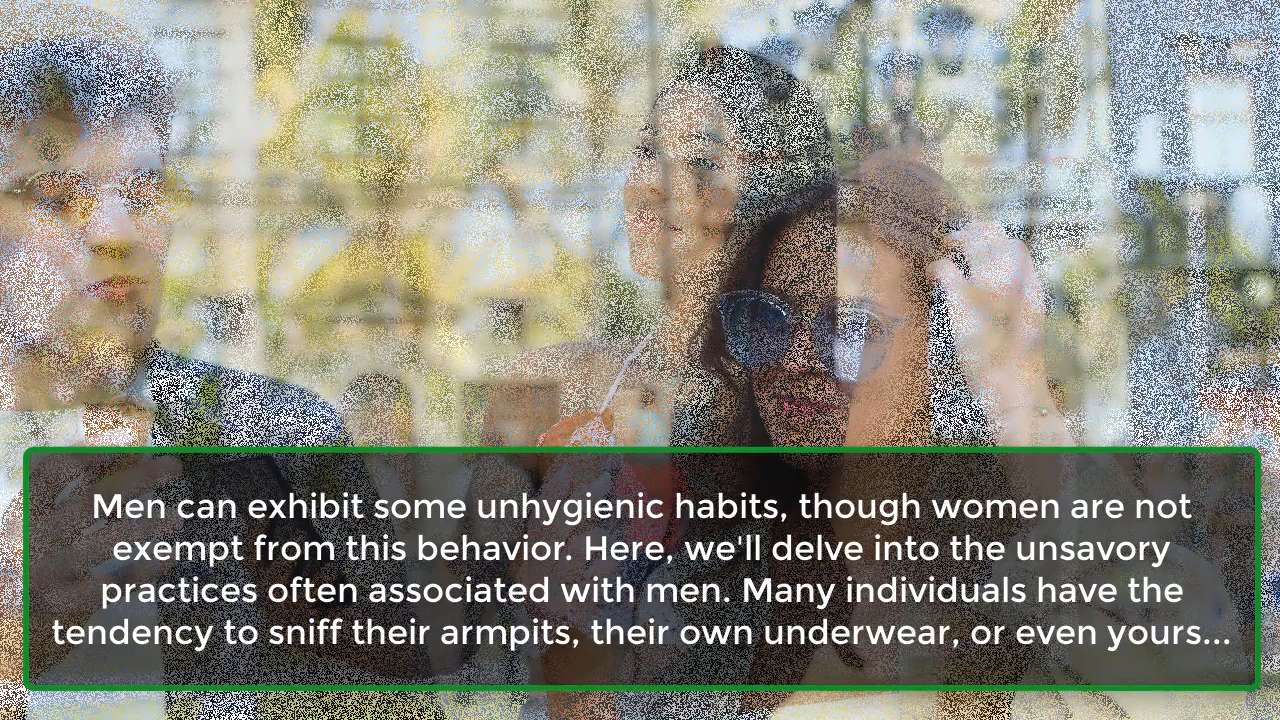 Men can exhibit some unhygienic habits, though women are not
exempt from this behavior. Here, we'll delve into the unsavory
practices often associated with men. Many individuals have the
tendency to sniff their armpits, their own underwear, or even yours...